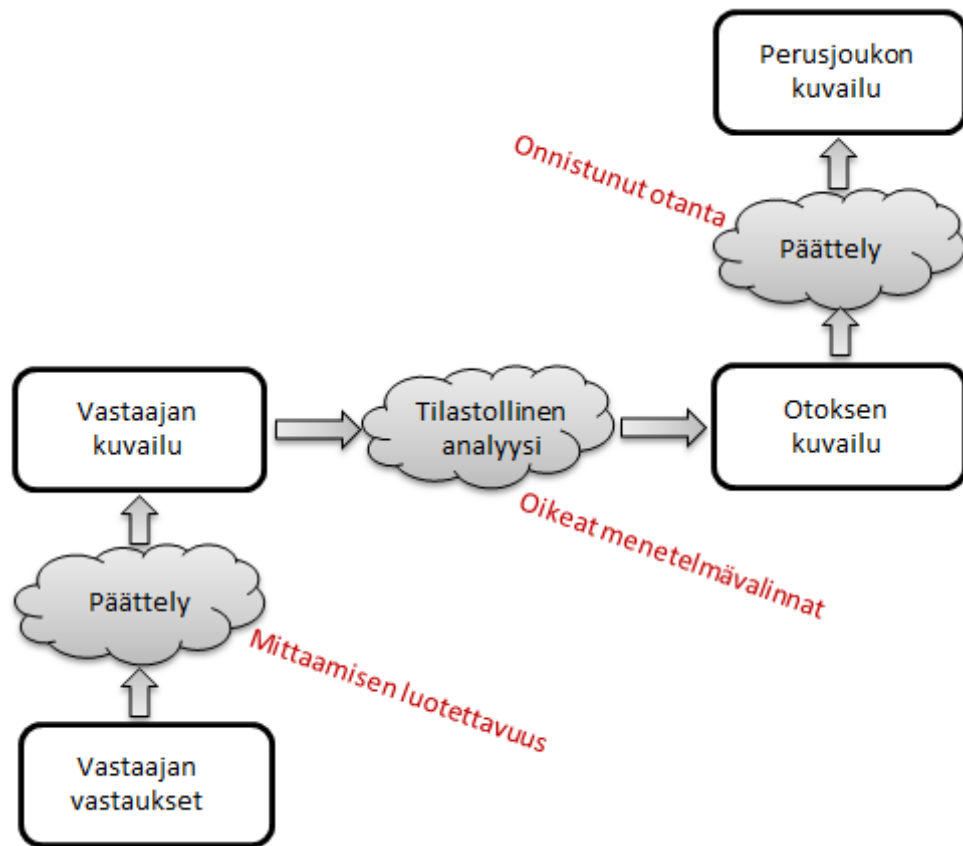 Perusjoukon
kuvailu
Onnistunut otanta
Päättely
Vastaajan
kuvailu
Tilastollinen
analyysi
Otoksen
kuvailu
Oikeat menetelmävalinnat
Päättely
Mittaamisen luotettavuus
Vastaajan
vastaukset